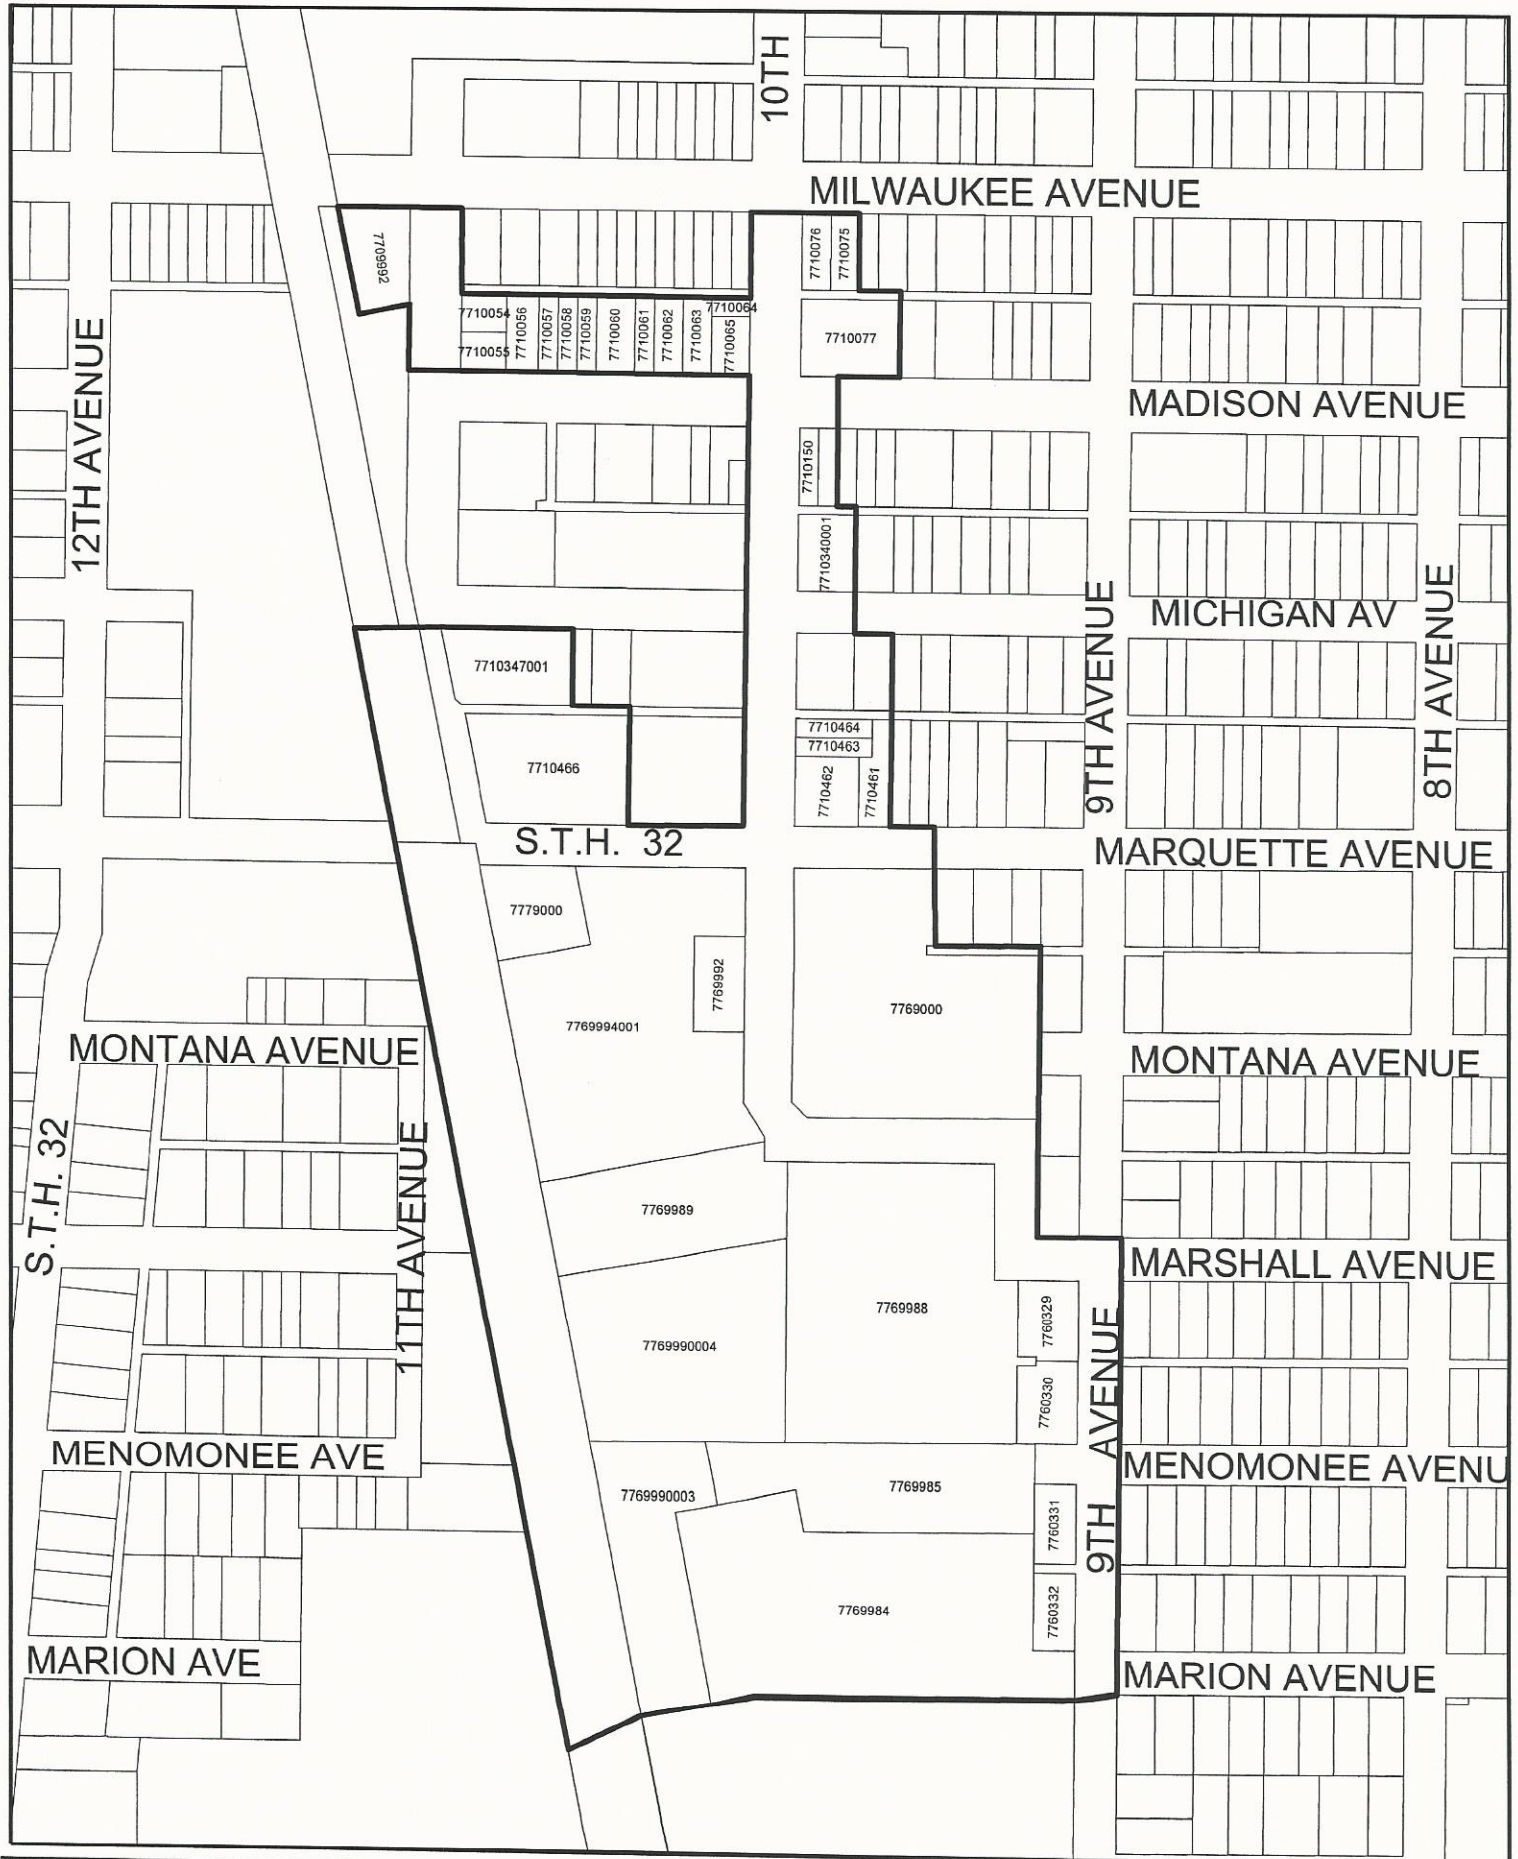 10TH
MILWAUKEE AVENUE
7709992
7710076
7710075
7710054
7710055
7710056
7710057
7710058
7710059
7710060
7710061
7710062
7710063
7710064
7710065
7710077
12TH AVENUE
MADISON AVENUE
7710150
7710340001
MICHIGAN AV
9TH AVENUE
8TH AVENUE
7710347001
7710466
7710464
7710463
7710462
7710461
S.T.H. 32
MARQUETTE AVENUE
7779000
7769992
7769994001
7769000
MONTANA AVENUE
MONTANA AVENUE
S.T.H. 32
11TH AVENUE
7769989
MARSHALL AVENUE
7769988
7760329
7769990004
7760330
9TH AVENUE
MENOMONEE AVE
MENOMONEE AVENU
7769990003
7769985
7760331
7769984
7760332
MARION AVE
MARION AVENUE